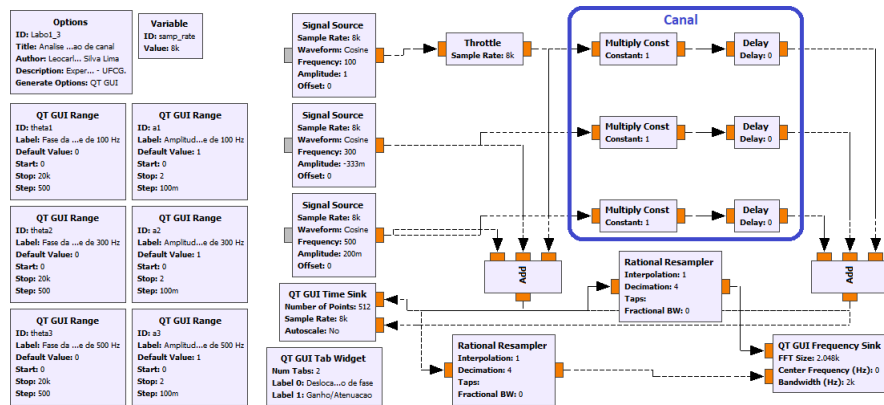 Options
ID: Labo1_3
Title: Analise ...ao de canal
Author: Leocarl... Silva Lima
Description: Exper... - UFCG.
Generate Options: QT GUI
Variable
ID: samp_rate
Value: 8k
QT GUI Range
ID: theta1
Label: Fase da ...e de 100 Hz
Default Value: 0
Start: 0
Stop: 20k
Step: 500
QT GUI Range
ID: a1
Label: Amplitud...e de 100 Hz
Default Value: 1
Start: 0
Stop: 2
Step: 100m
QT GUI Range
ID: theta2
Label: Fase da ...e de 300 Hz
Default Value: 0
Start: 0
Stop: 20k
Step: 500
QT GUI Range
ID: a2
Label: Amplitud...e de 300 Hz
Default Value: 1
Start: 0
Stop: 2
Step: 100m
QT GUI Range
ID: theta3
Label: Fase da ...e de 500 Hz
Default Value: 0
Start: 0
Stop: 20k
Step: 500
QT GUI Range
ID: a3
Label: Amplitud...e de 500 Hz
Default Value: 1
Start: 0
Stop: 2
Step: 100m
Signal Source
Sample Rate: 8k
Waveform: Cosine
Frequency: 100
Amplitude: 1
Offset: 0
Signal Source
Sample Rate: 8k
Waveform: Cosine
Frequency: 300
Amplitude: -333m
Offset: 0
Signal Source
Sample Rate: 8k
Waveform: Cosine
Frequency: 500
Amplitude: 200m
Offset: 0
QT GUI Time Sink
Number of Points: 512
Sample Rate: 8k
Autoscale: No
QT GUI Tab Widget
Num Tabs: 2
Label 0: Desloca...o de fase
Label 1: Ganho/Atenuacao
Throttle
Sample Rate: 8k
Canal
Multiply Const
Constant: 1
Delay
Delay: 0
Multiply Const
Constant: 1
Delay
Delay: 0
Multiply Const
Constant: 1
Delay
Delay: 0
Add
Add
Rational Resampler
Interpolation: 1
Decimation: 4
Taps:
Fractional BW: 0
Rational Resampler
Interpolation: 1
Decimation: 4
Taps:
Fractional BW: 0
QT GUI Frequency Sink
FFT Size: 2.048k
Center Frequency (Hz): 0
Bandwidth (Hz): 2k